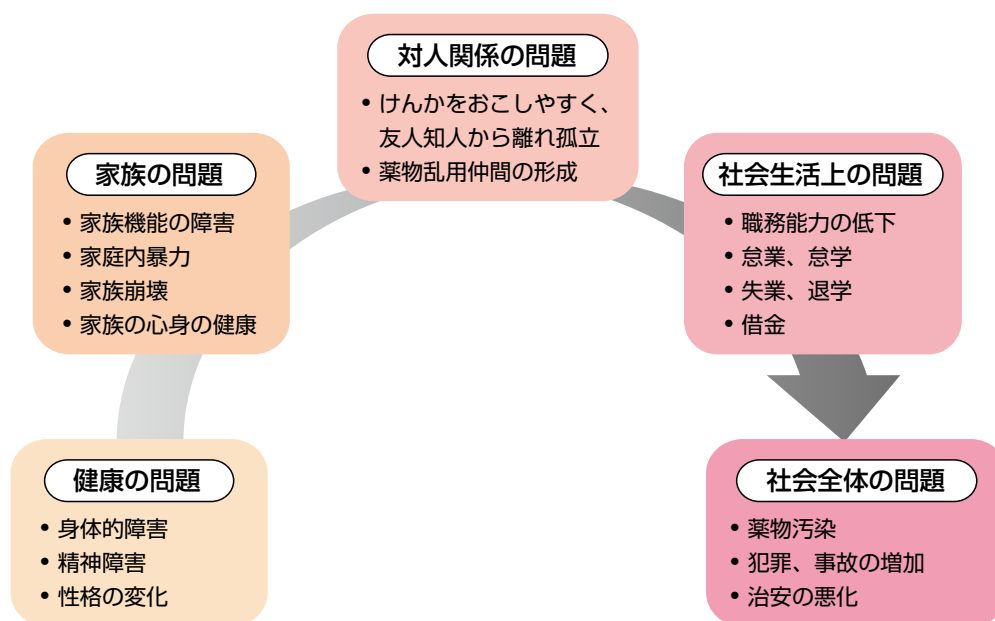 対人関係の問題
• けんかをおこしやすく、
友人知人から離れ孤立
• 薬物乱用仲間の形成
家族の問題
• 家族機能の障害
• 家庭内暴力
• 家族崩壊
• 家族の心身の健康
社会生活上の問題
• 職務能力の低下
• 怠業、怠学
• 失業、退学
• 借金
健康の問題
• 身体的障害
• 精神障害
• 性格の変化
社会全体の問題
• 薬物汚染
• 犯罪、事故の増加
• 治安の悪化